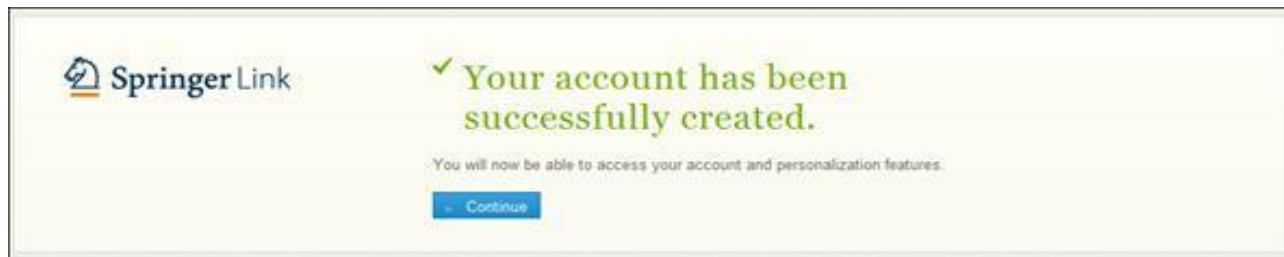 Springer Link
Your account has been
successfully created.
You will now be able to access your account and personalization features.
Continue